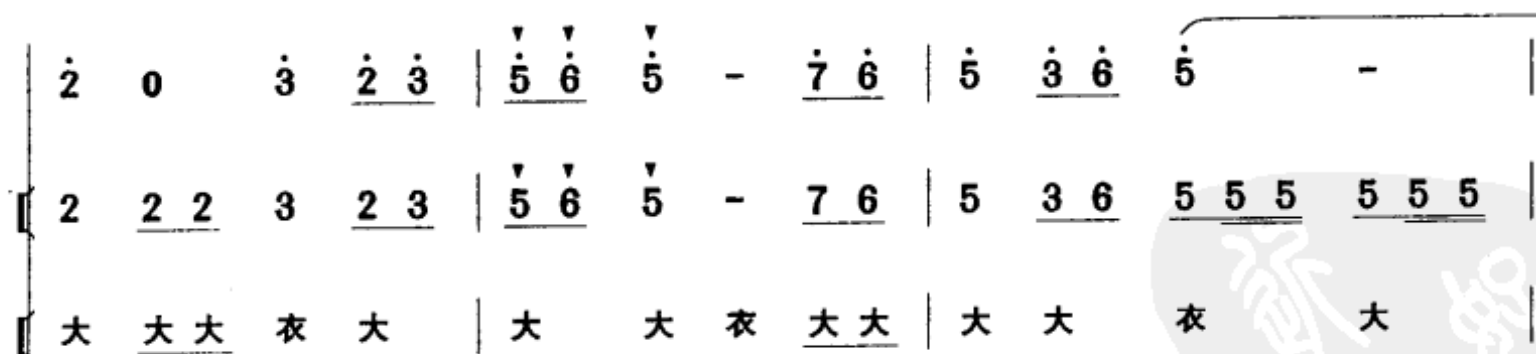 2̇ 0 3̇ 2̇ 3̇ | 5̇ 6̇ 5̇ - 7̇ 6̇ | 5̇ 3̇ 6̇ 5̇ - |
2 2 2 3 2 3 | 5 6 5 - 7 6 | 5 3 6 5 5 5 5 5 5 |
大 大 大 衣 大 | 大 大 衣 大 大 | 大 大 衣 大 |